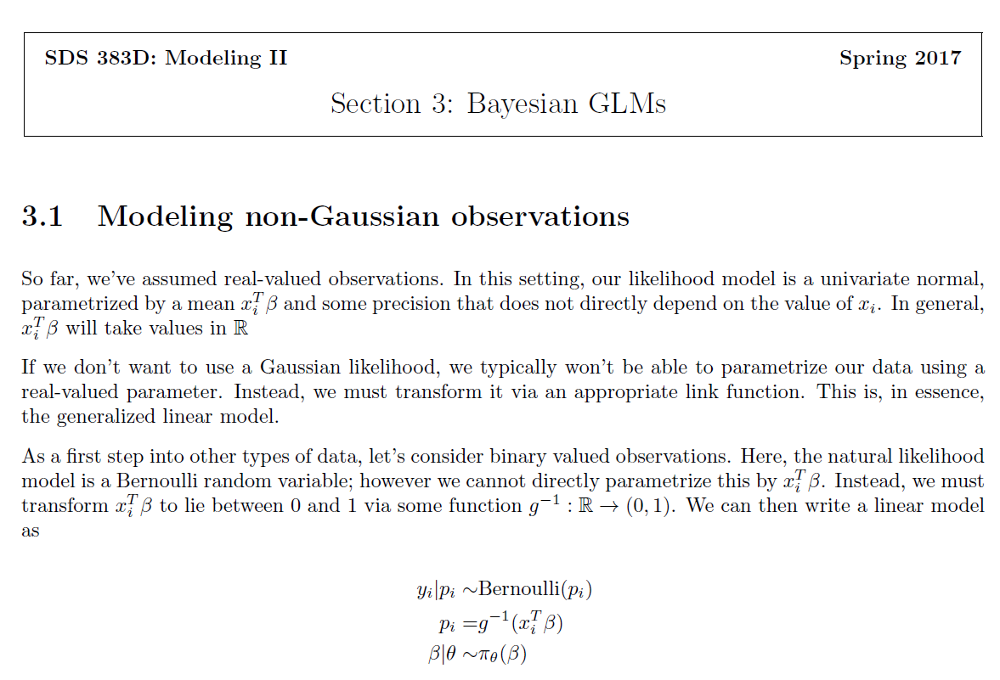 SDS 383D: Modeling II Spring 2017
Section 3: Bayesian GLMs
3.1 Modeling non-Gaussian observations
So far, we've assumed real-valued observations. In this setting, our likelihood model is a univariate normal,
parametrized by a mean $x_i^T\beta$ and some precision that does not directly depend on the value of $x_i$. In general,
$x_i^T\beta$ will take values in $\mathbb{R}$
If we don't want to use a Gaussian likelihood, we typically won't be able to parametrize our data using a
real-valued parameter. Instead, we must transform it via an appropriate link function. This is, in essence,
the generalized linear model.
As a first step into other types of data, let's consider binary valued observations. Here, the natural likelihood
model is a Bernoulli random variable; however we cannot directly parametrize this by $x_i^T\beta$. Instead, we must
transform $x_i^T\beta$ to lie between 0 and 1 via some function $g^{-1} : \mathbb{R} \to (0, 1)$. We can then write a linear model
as
$y_i|p_i \sim \text{Bernoulli}(p_i)$
$p_i = g^{-1}(x_i^T\beta)$
$\beta|\theta \sim \pi_\theta(\beta)$